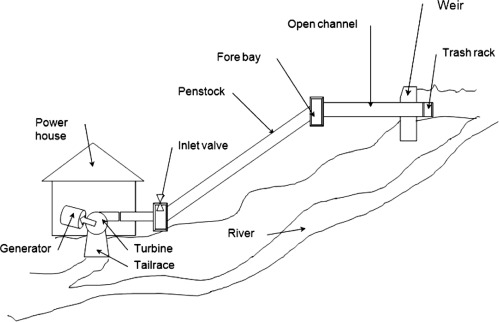 Weir
Open channel
Trash rack
Fore bay
Penstock
Power
house
Inlet valve
River
Generator
Turbine
Tailrace